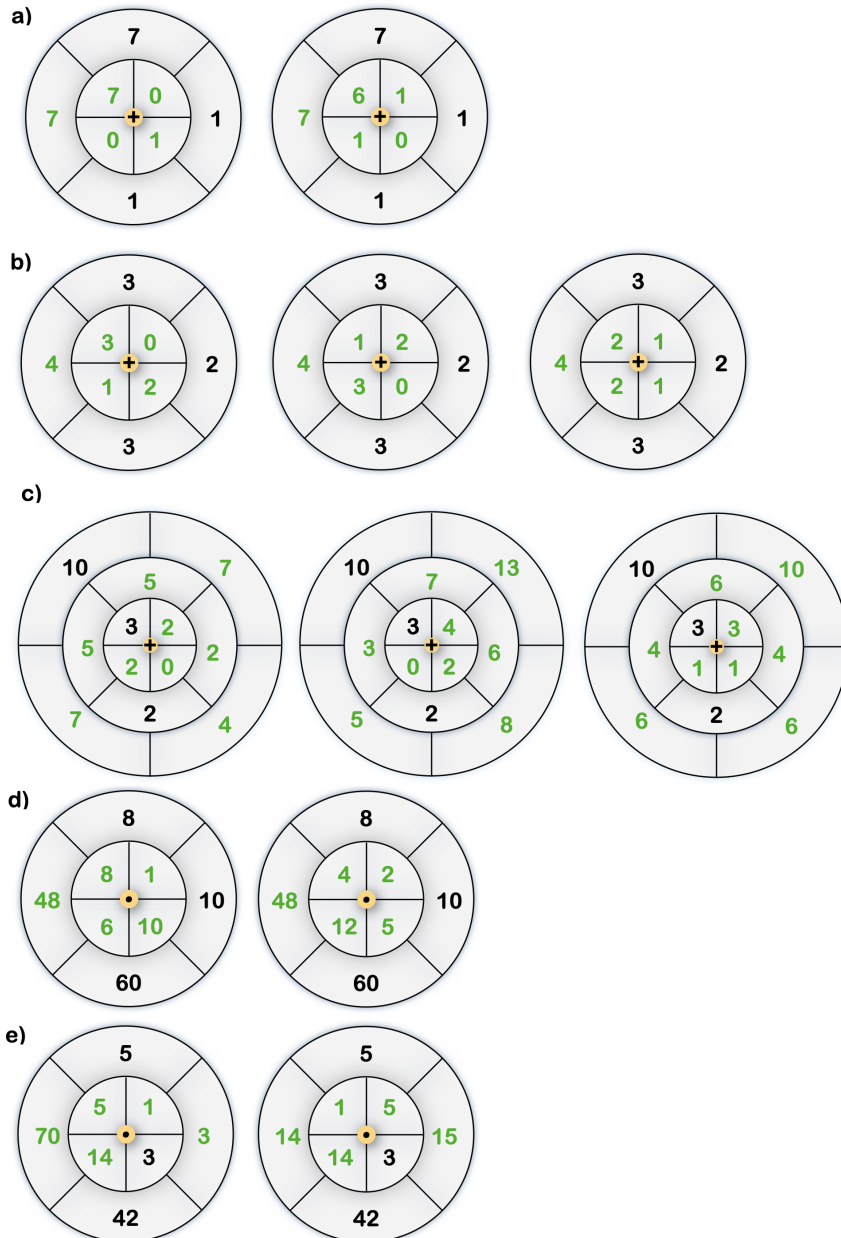 a)
7 7
7 0 6 1
7 + 1 7 + 1
0 1 1 0
1 1
b)
3 3 3
3 0 1 2 2 1
4 + 2 4 + 2 4 + 2
1 2 3 0 2 1
3 3 3
c)
10 5 7 10 7 13 10 6 10
3 2 3 4 3 3
5 + 2 3 + 6 4 + 4
2 0 0 2 1 1
7 2 4 5 2 8 6 2 6
d)
8 8
8 1 4 2
48 • 10 48 • 10
6 10 12 5
60 60
e)
5 5
5 1 1 5
70 • 3 14 • 15
14 3 14 3
42 42